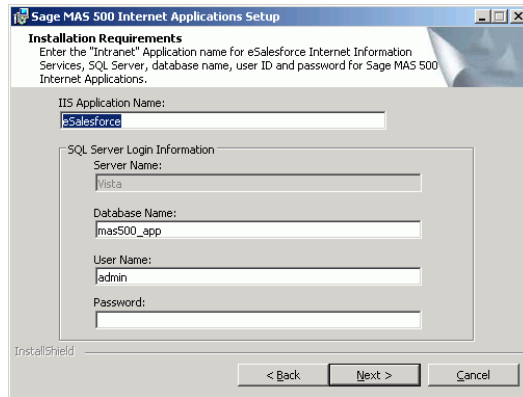 Sage MAS 500 Internet Applications Setup
Installation Requirements
Enter the "Intranet" Application name for eSalesforce Internet Information
Services, SQL Server, database name, user ID and password for Sage MAS 500
Internet Applications.
IIS Application Name:
eSalesforce
SQL Server Login Information
Server Name:
Vista
Database Name:
mas500_app
User Name:
admin
Password:
InstallShield
< Back
Next >
Cancel